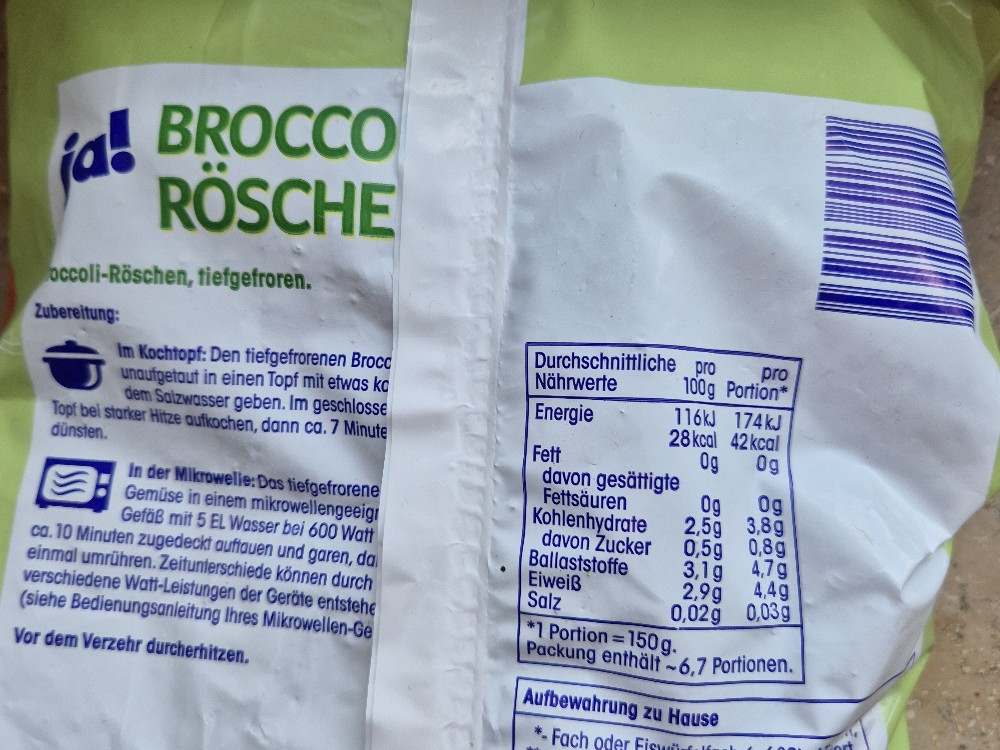 ja!
BROCCO
RÖSCHE
occoli-Röschen, tiefgefroren.
Zubereitung:
Im Kochtopf: Den tiefgefrorenen Brocc
unaufgetaut in einen Topf mit etwas ko
dem Salzwasser geben. Im geschlosse
Topf bei starker Hitze aufkochen, dann ca. 7 Minute
dünsten.
In der Mikrowelle: Das tiefgefrorene
Gemüse in einem mikrowellengeeign
Gefäß mit 5 EL Wasser bei 600 Watt
ca. 10 Minuten zugedeckt auftauen und garen, da
einmal umrühren. Zeitunterschiede können durch
verschiedene Watt-Leistungen der Geräte entstehe
(siehe Bedienungsanleitung Ihres Mikrowellen-Ge
Vor dem Verzehr durcherhitzen.
Durchschnittliche pro pro
Nährwerte 100g Portion*
Energie 116kJ 174kJ
28kcal 42kcal
Fett 0g 0g
davon gesättigte
Fettsäuren 0g 0g
Kohlenhydrate 2,5g 3,8g
davon Zucker 0,5g 0,8g
Ballaststoffe 3,1g 4,7g
Eiweiß 2,9g 4,4g
Salz 0,02g 0,03g
*1 Portion=150g.
Packung enthält ~6,7 Portionen.
Aufbewahrung zu Hause
*- Fach oder